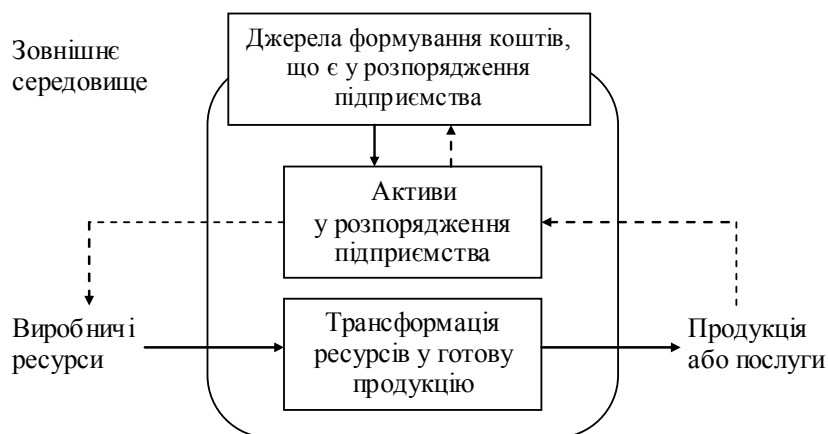 Зовнішнє
середовище
Джерела формування коштів,
що є у розпорядження
підприємства
Активи
у розпорядження
підприємства
Виробничі
ресурси
Трансформація
ресурсів у готову
продукцію
Продукція
або послуги